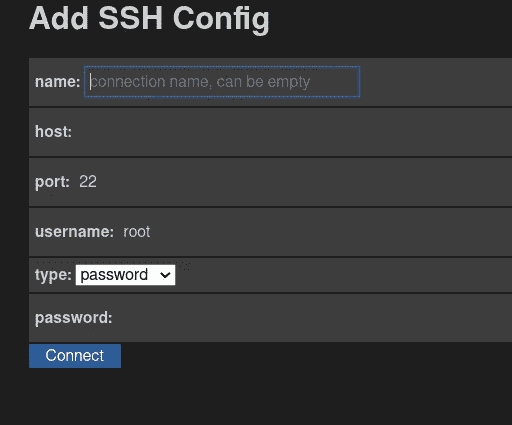 Add SSH Config
name: connection name, can be empty
host:
port: 22
username: root
type: password
password:
Connect